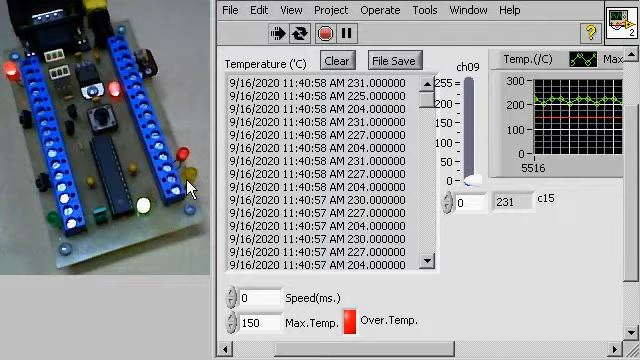 File Edit View Project Operate Tools Window Help
? 2
Temperature (°C) Clear File Save
ch09
Temp.(/C) Max
9/16/2020 11:40:58 AM 231.000000
9/16/2020 11:40:58 AM 225.000000
9/16/2020 11:40:58 AM 204.000000
9/16/2020 11:40:58 AM 231.000000
9/16/2020 11:40:58 AM 227.000000
9/16/2020 11:40:58 AM 204.000000
9/16/2020 11:40:58 AM 231.000000
9/16/2020 11:40:58 AM 227.000000
9/16/2020 11:40:58 AM 204.000000
9/16/2020 11:40:57 AM 230.000000
9/16/2020 11:40:57 AM 227.000000
9/16/2020 11:40:57 AM 204.000000
9/16/2020 11:40:57 AM 230.000000
9/16/2020 11:40:57 AM 227.000000
9/16/2020 11:40:57 AM 204.000000
255
200
150
100
50
0
0 231 c15
300
200
100
0
5516
0 Speed(ms.)
150 Max.Temp. Over.Temp.